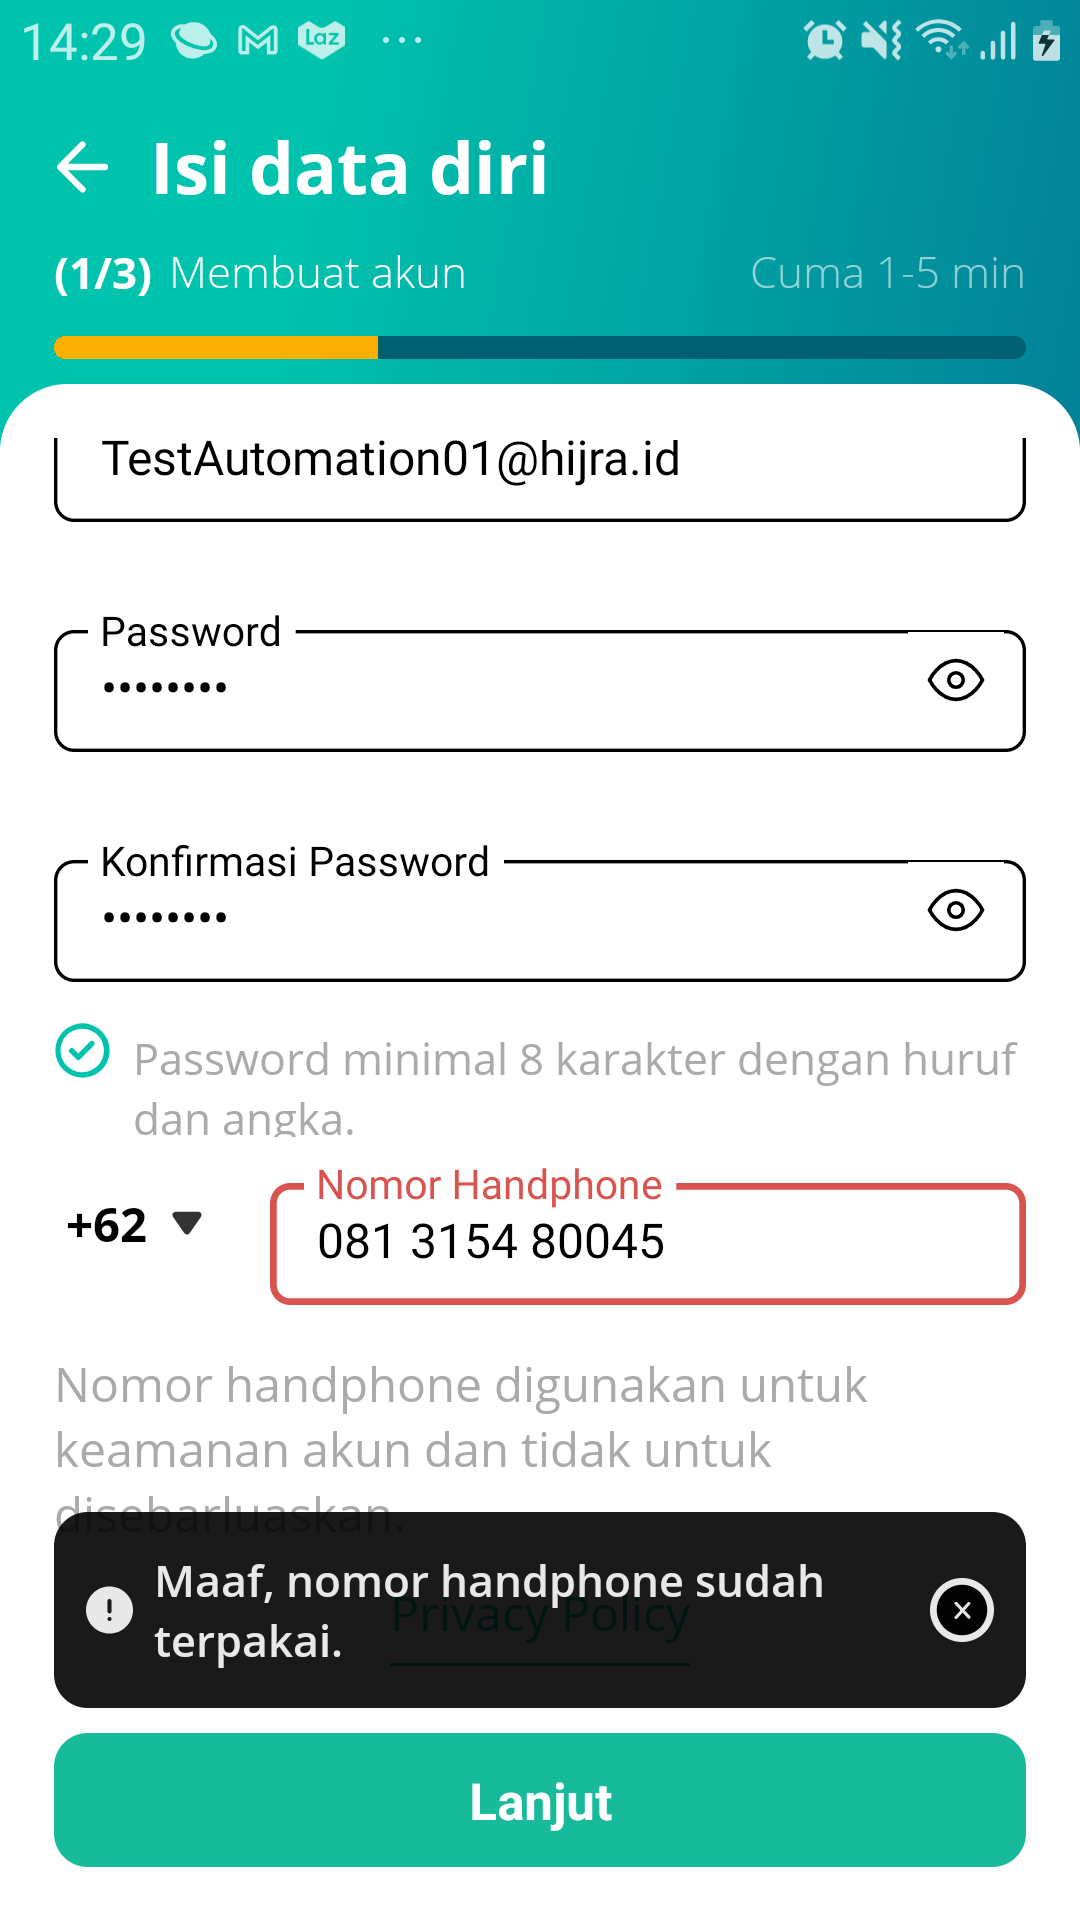 14:29
Laz
Isi data diri
(1/3) Membuat akun
Cuma 1-5 min
TestAutomation01@hijra.id
Password
••••••••
Konfirmasi Password
••••••••
Password minimal 8 karakter dengan huruf
dan angka.
Nomor Handphone
+62
081 3154 80045
Nomor handphone digunakan untuk
keamanan akun dan tidak untuk
disebarluaskan.
Maaf, nomor handphone sudah
terpakai.
Privacy Policy
Lanjut